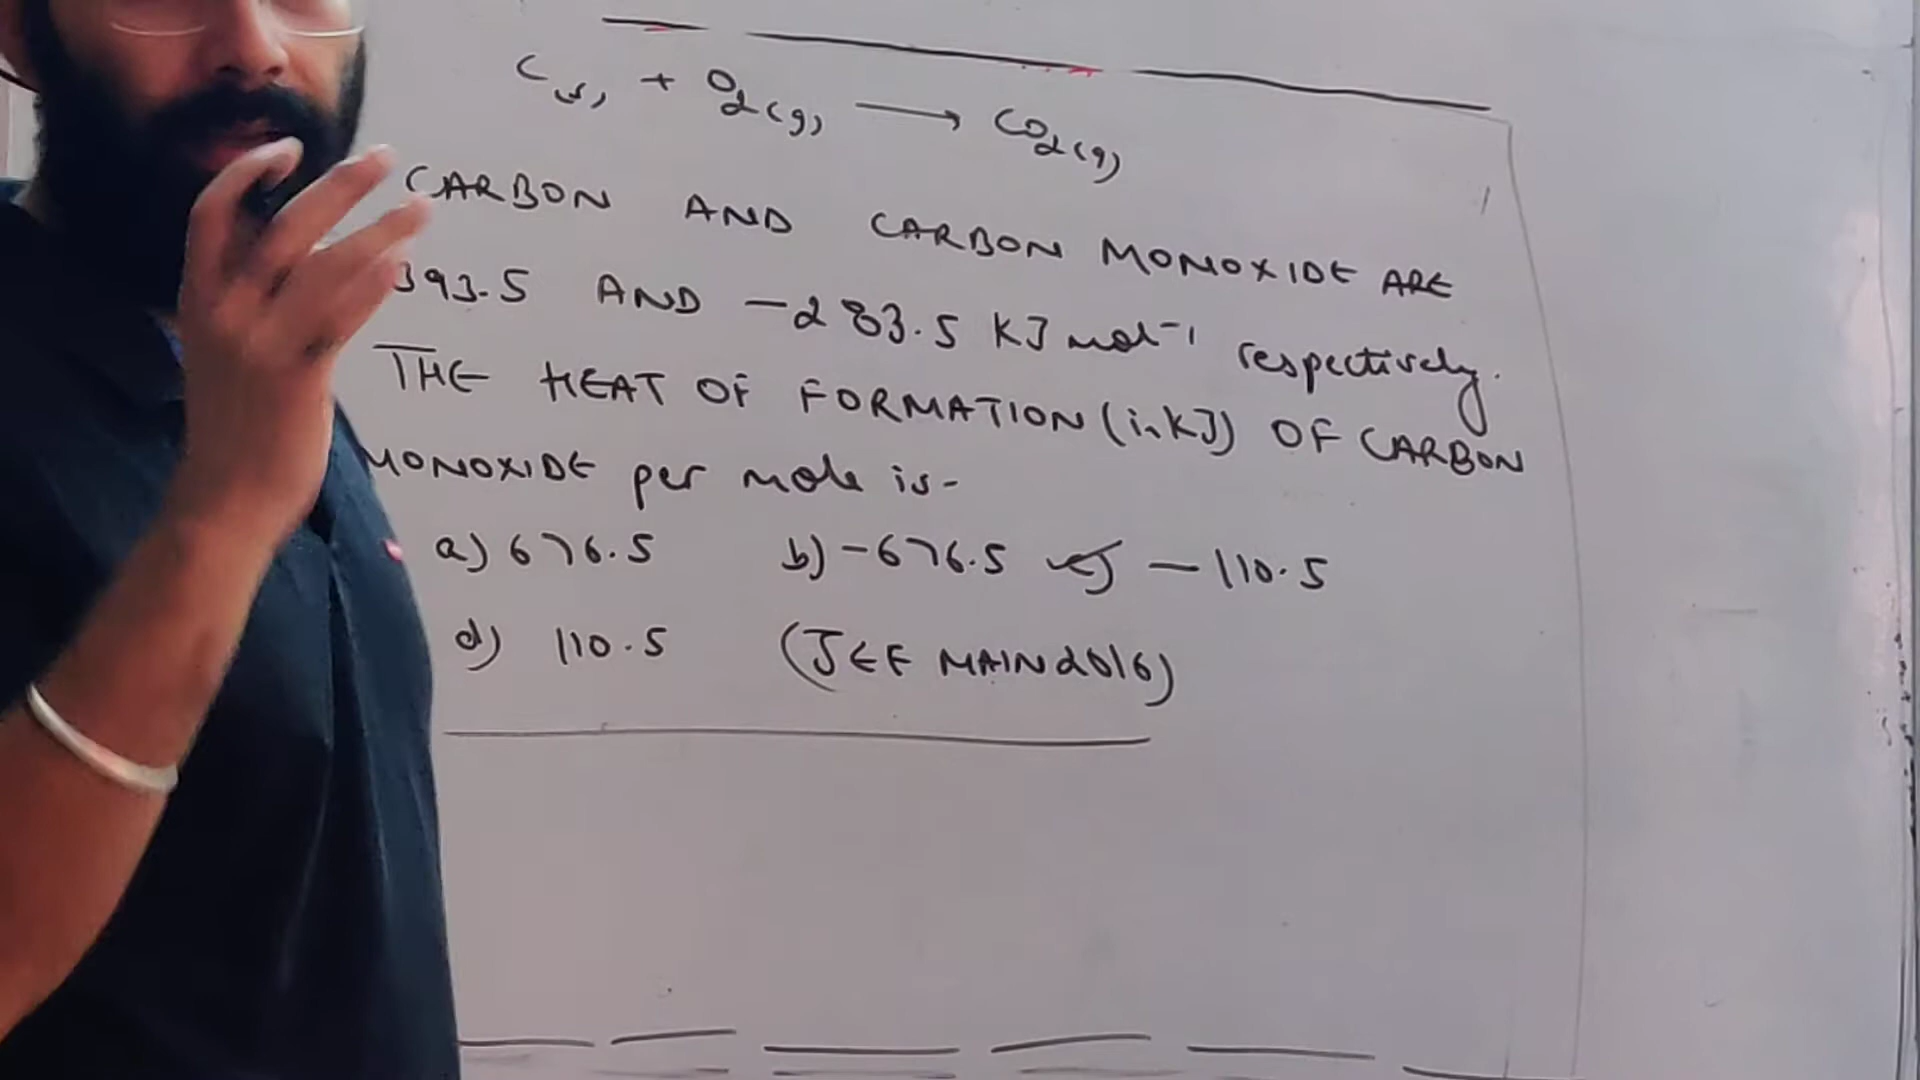 C(s) + O2(g) ⟶ CO2(g)
CARBON AND CARBON MONOXIDE ARE
393.5 AND -283.5 KJ mol-1 respectively.
THE HEAT OF FORMATION (in KJ) OF CARBON
MONOXIDE per mole is -
a) 676.5 b) -676.5 c) -110.5
d) 110.5 (JEE MAIN 2016)